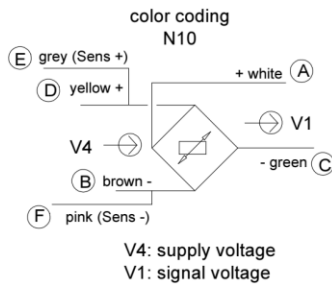 color coding
N10
E grey (Sens +)
D yellow +
+ white A
V4
V1
- green C
B brown -
F pink (Sens -)
V4: supply voltage
V1: signal voltage